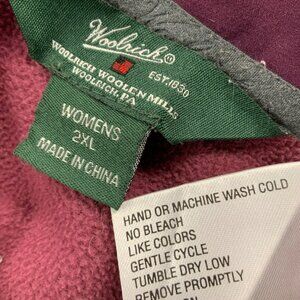 Woolrich®
EST. 1830
WOOLRICH WOOLEN MILLS
WOOLRICH, PA
WOMENS
2XL
MADE IN CHINA
HAND OR MACHINE WASH COLD
NO BLEACH
LIKE COLORS
GENTLE CYCLE
TUMBLE DRY LOW
REMOVE PROMPTLY